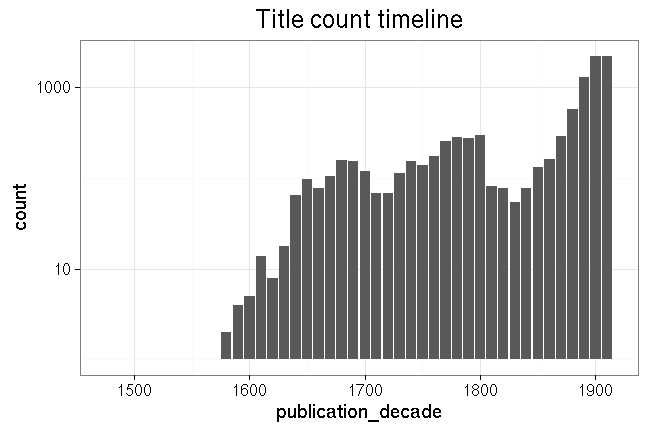 Title count timeline
1000
10
count
1500 1600 1700 1800 1900
publication_decade